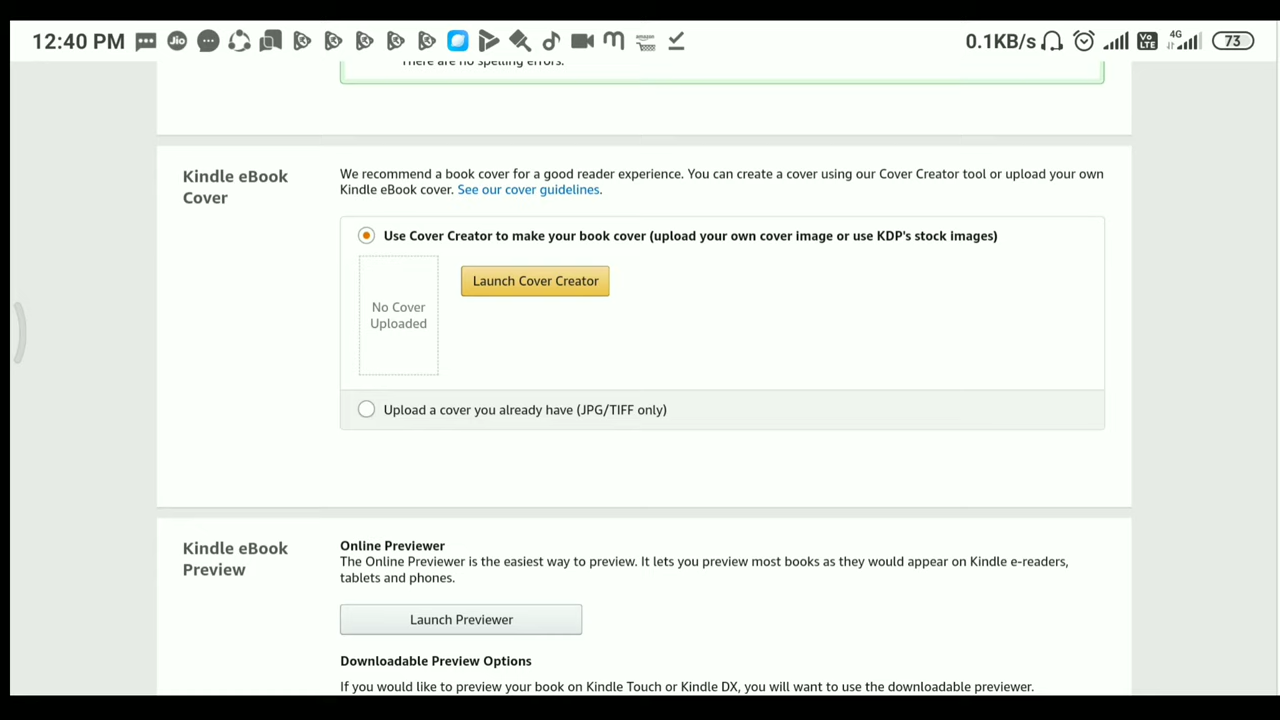 12:40 PM
Jio
amazon
0.1KB/s
Vo LTE
4G
73
There are no spelling errors.
Kindle eBook
Cover
We recommend a book cover for a good reader experience. You can create a cover using our Cover Creator tool or upload your own
Kindle eBook cover. See our cover guidelines.
Use Cover Creator to make your book cover (upload your own cover image or use KDP's stock images)
Launch Cover Creator
No Cover
Uploaded
Upload a cover you already have (JPG/TIFF only)
Kindle eBook
Preview
Online Previewer
The Online Previewer is the easiest way to preview. It lets you preview most books as they would appear on Kindle e-readers,
tablets and phones.
Launch Previewer
Downloadable Preview Options
If you would like to preview your book on Kindle Touch or Kindle DX, you will want to use the downloadable previewer.